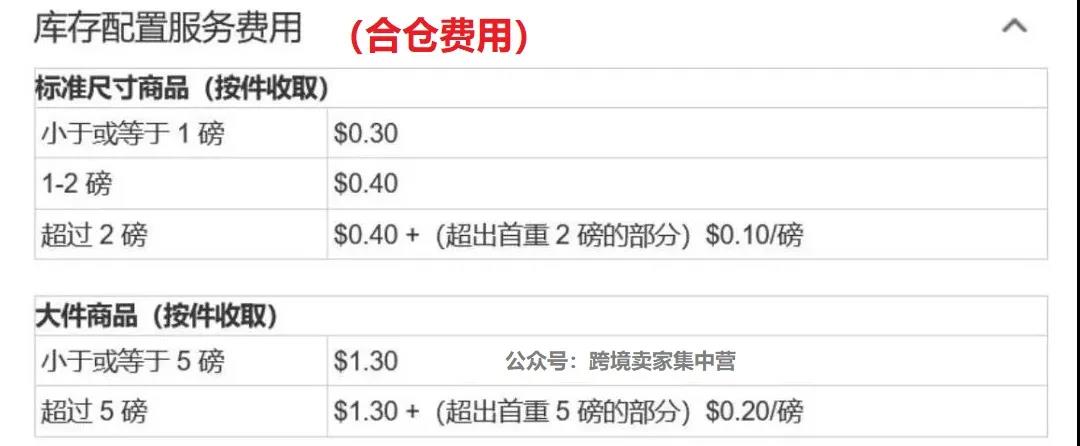 库存配置服务费用 （合仓费用）
标准尺寸商品（按件收取）
小于或等于 1 磅 $0.30
1-2 磅 $0.40
超过 2 磅 $0.40 +（超出首重 2 磅的部分）$0.10/磅
大件商品（按件收取）
小于或等于 5 磅 $1.30 公众号：跨境卖家集中营
超过 5 磅 $1.30 +（超出首重 5 磅的部分）$0.20/磅